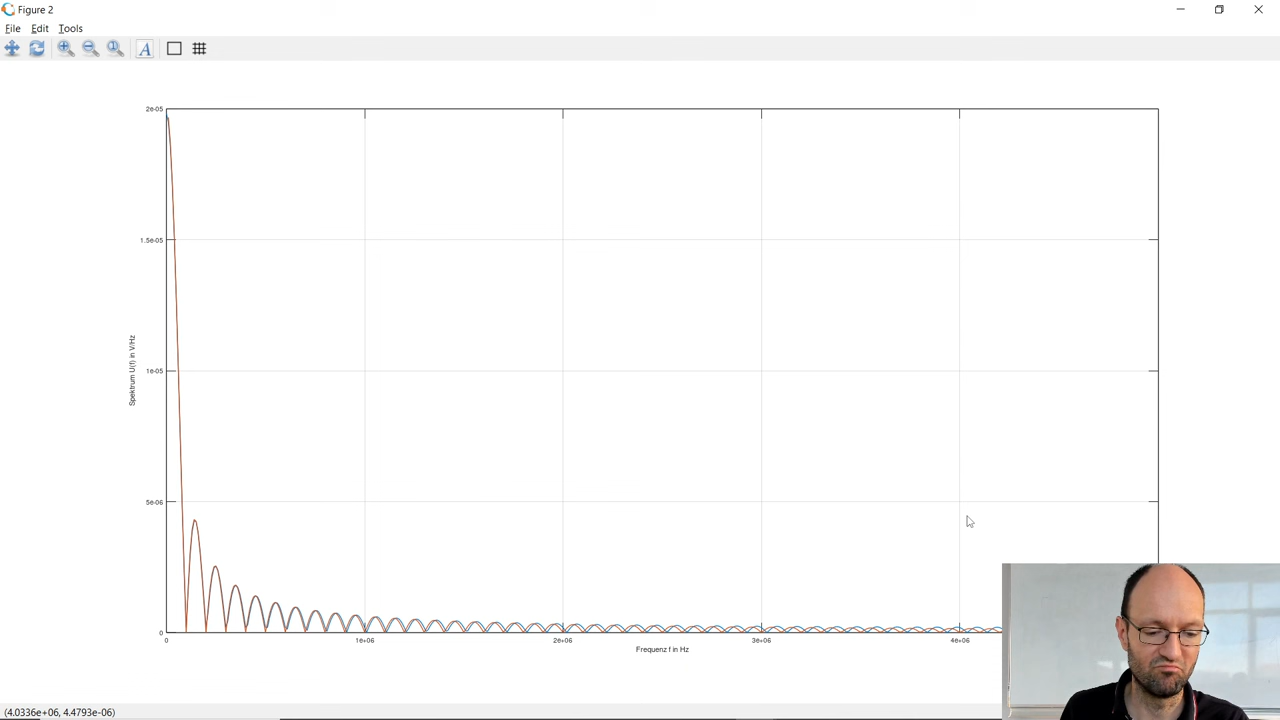 Figure 2
File Edit Tools
A
2e-05
1.5e-05
1e-05
5e-06
0
Spektrum U(f) in V/Hz
0 1e+06 2e+06 3e+06 4e+06
Frequenz f in Hz
(4.0336e+06, 4.4793e-06)